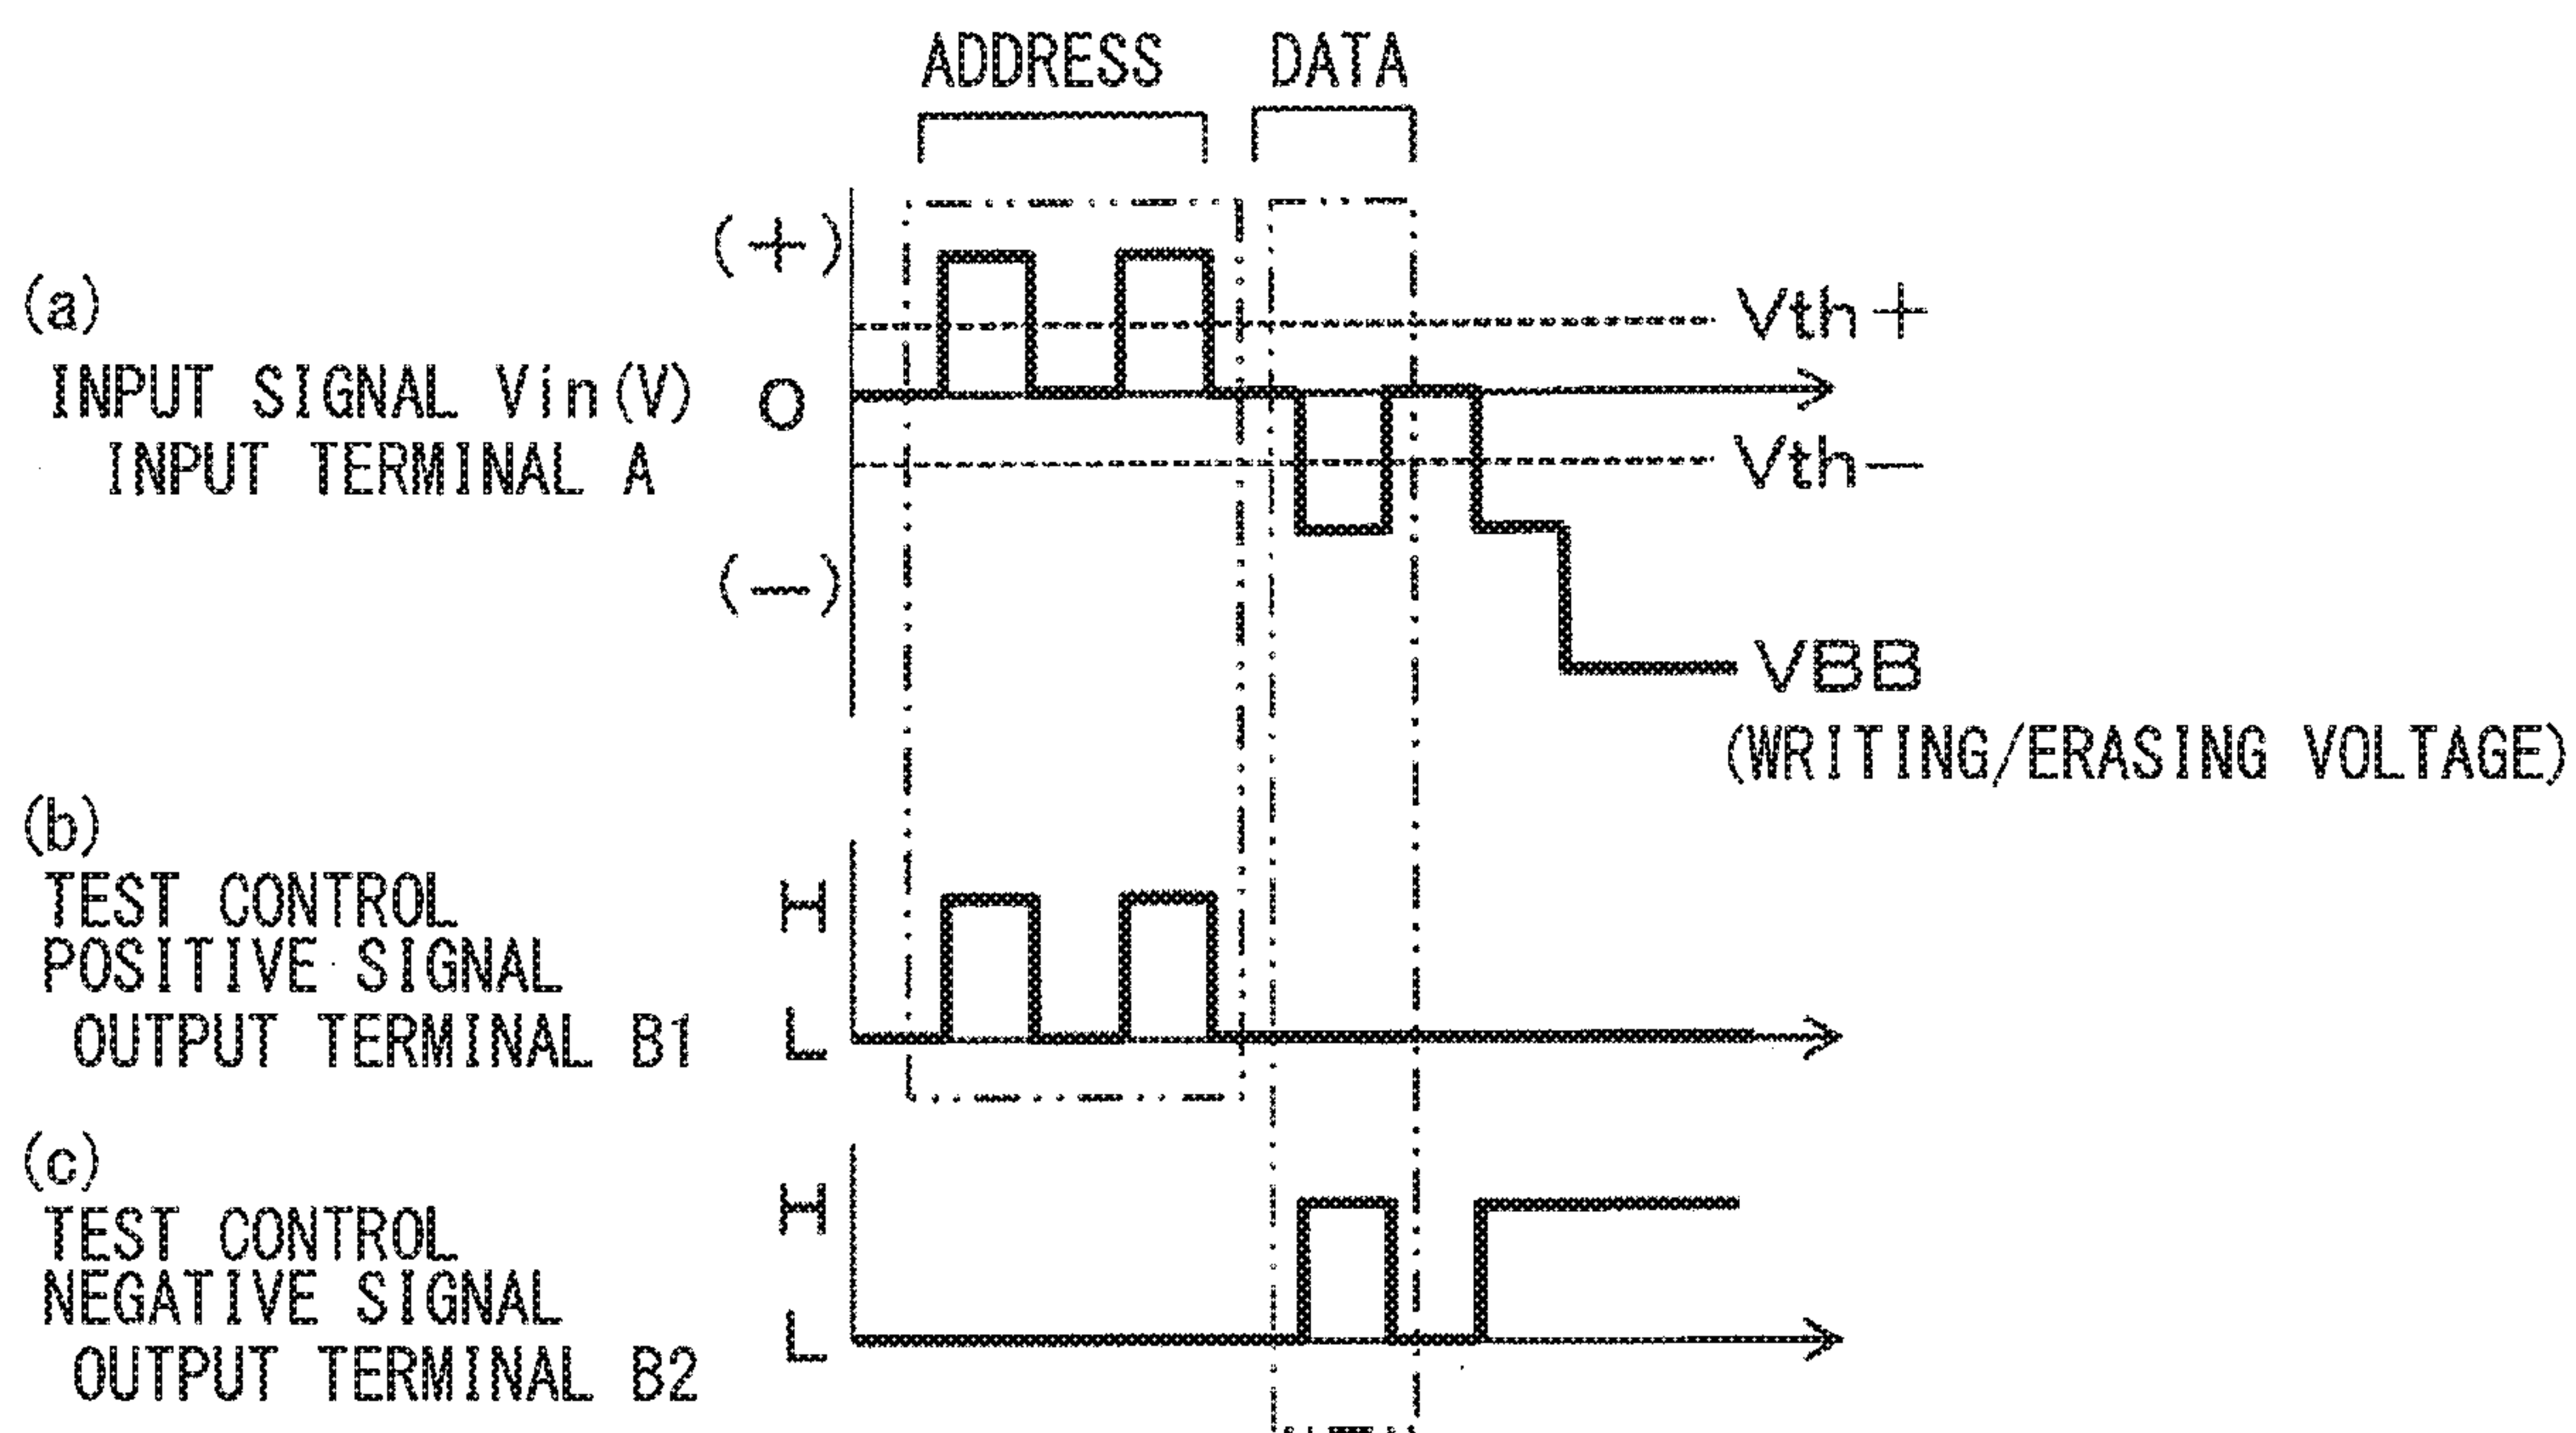 ADDRESS DATA
(a)
(+)
Vth+
INPUT SIGNAL Vin(V) 0
INPUT TERMINAL A
Vth−
(−)
VBB
(WRITING/ERASING VOLTAGE)
(b)
TEST CONTROL
POSITIVE SIGNAL
OUTPUT TERMINAL B1
H
L
(c)
TEST CONTROL
NEGATIVE SIGNAL
OUTPUT TERMINAL B2
H
L